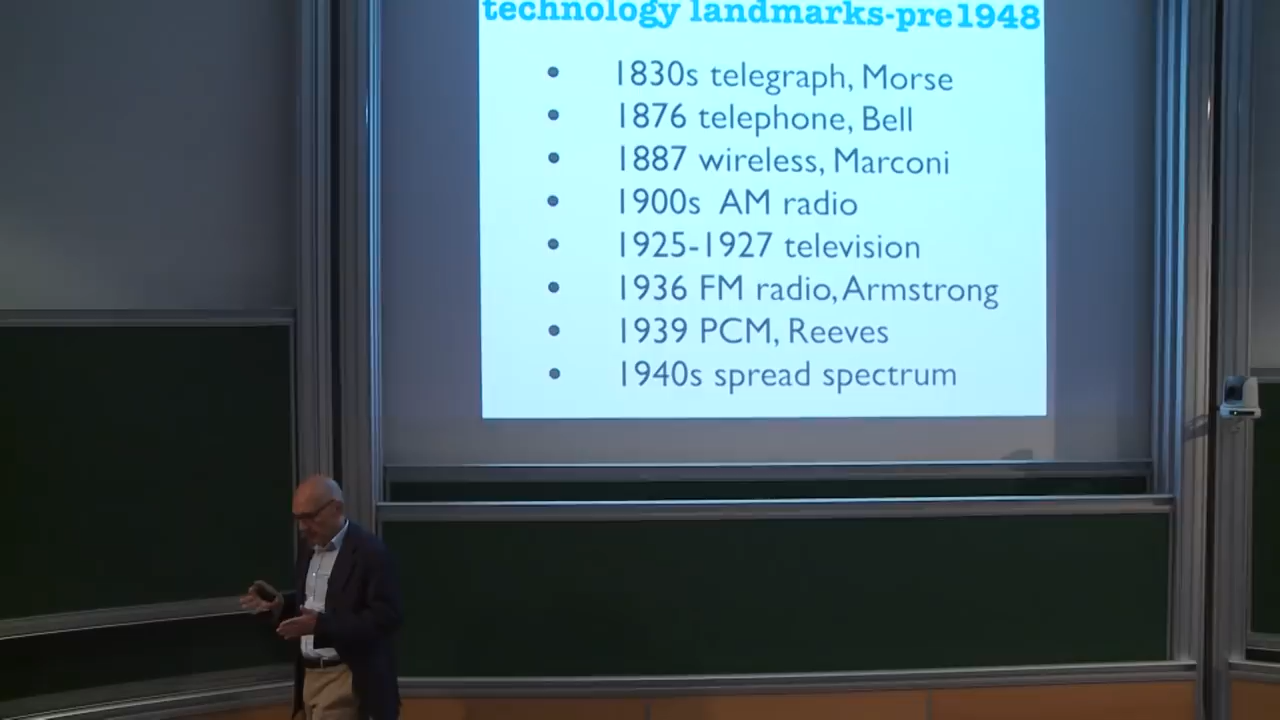 technology landmarks-pre1948
• 1830s telegraph, Morse
• 1876 telephone, Bell
• 1887 wireless, Marconi
• 1900s AM radio
• 1925-1927 television
• 1936 FM radio, Armstrong
• 1939 PCM, Reeves
• 1940s spread spectrum